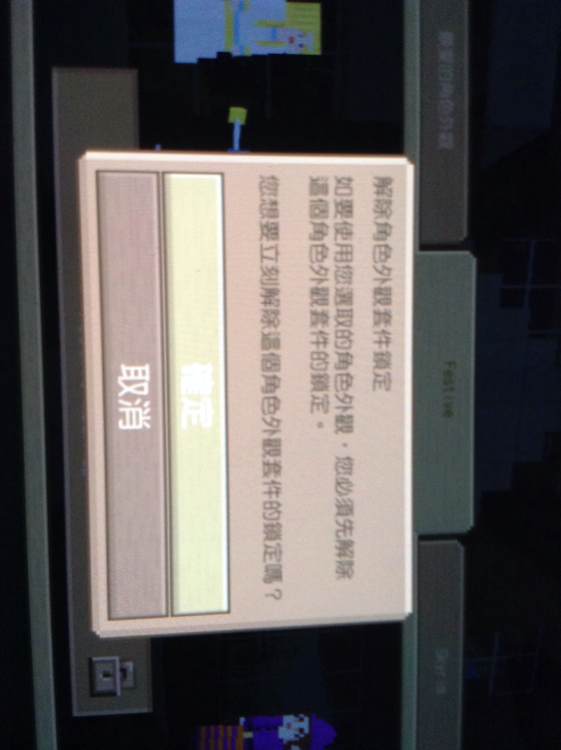 Festive
解除角色外觀套件鎖定
如要使用您選取的角色外觀，您必須先解除
這個角色外觀套件的鎖定。
您想要立刻解除這個角色外觀套件的鎖定嗎？
確定
取消